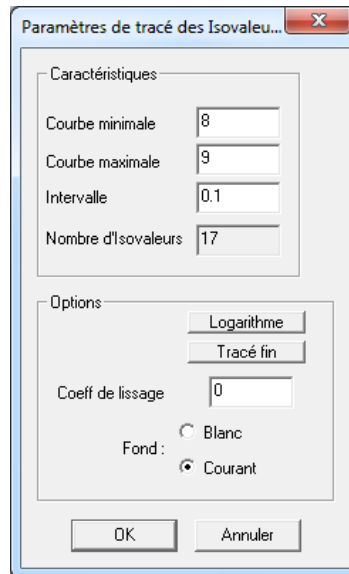 Paramètres de tracé des Isovaleu...
Caractéristiques
Courbe minimale 8
Courbe maximale 9
Intervalle 0.1
Nombre d'Isovaleurs 17
Options
Logarithme
Tracé fin
Coeff de lissage 0
Fond :
Blanc
Courant
OK Annuler